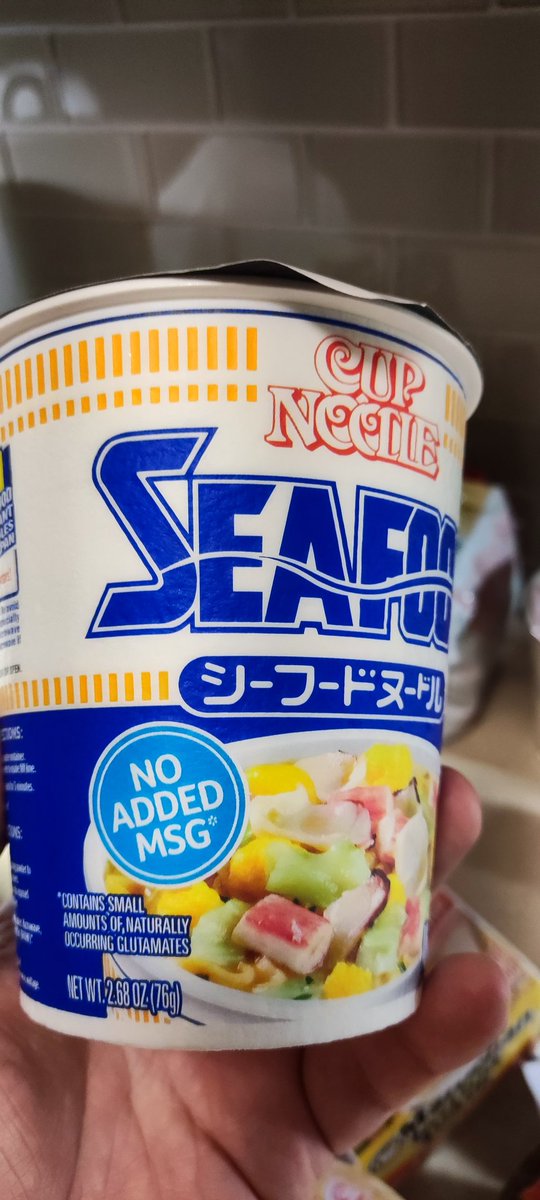 CUP
NOODLE
SEAFOO
シーフードヌードル
NO
ADDED
MSG*
*CONTAINS SMALL
AMOUNTS OF NATURALLY
OCCURRING GLUTAMATES
NET WT. 2.68 OZ (76g)